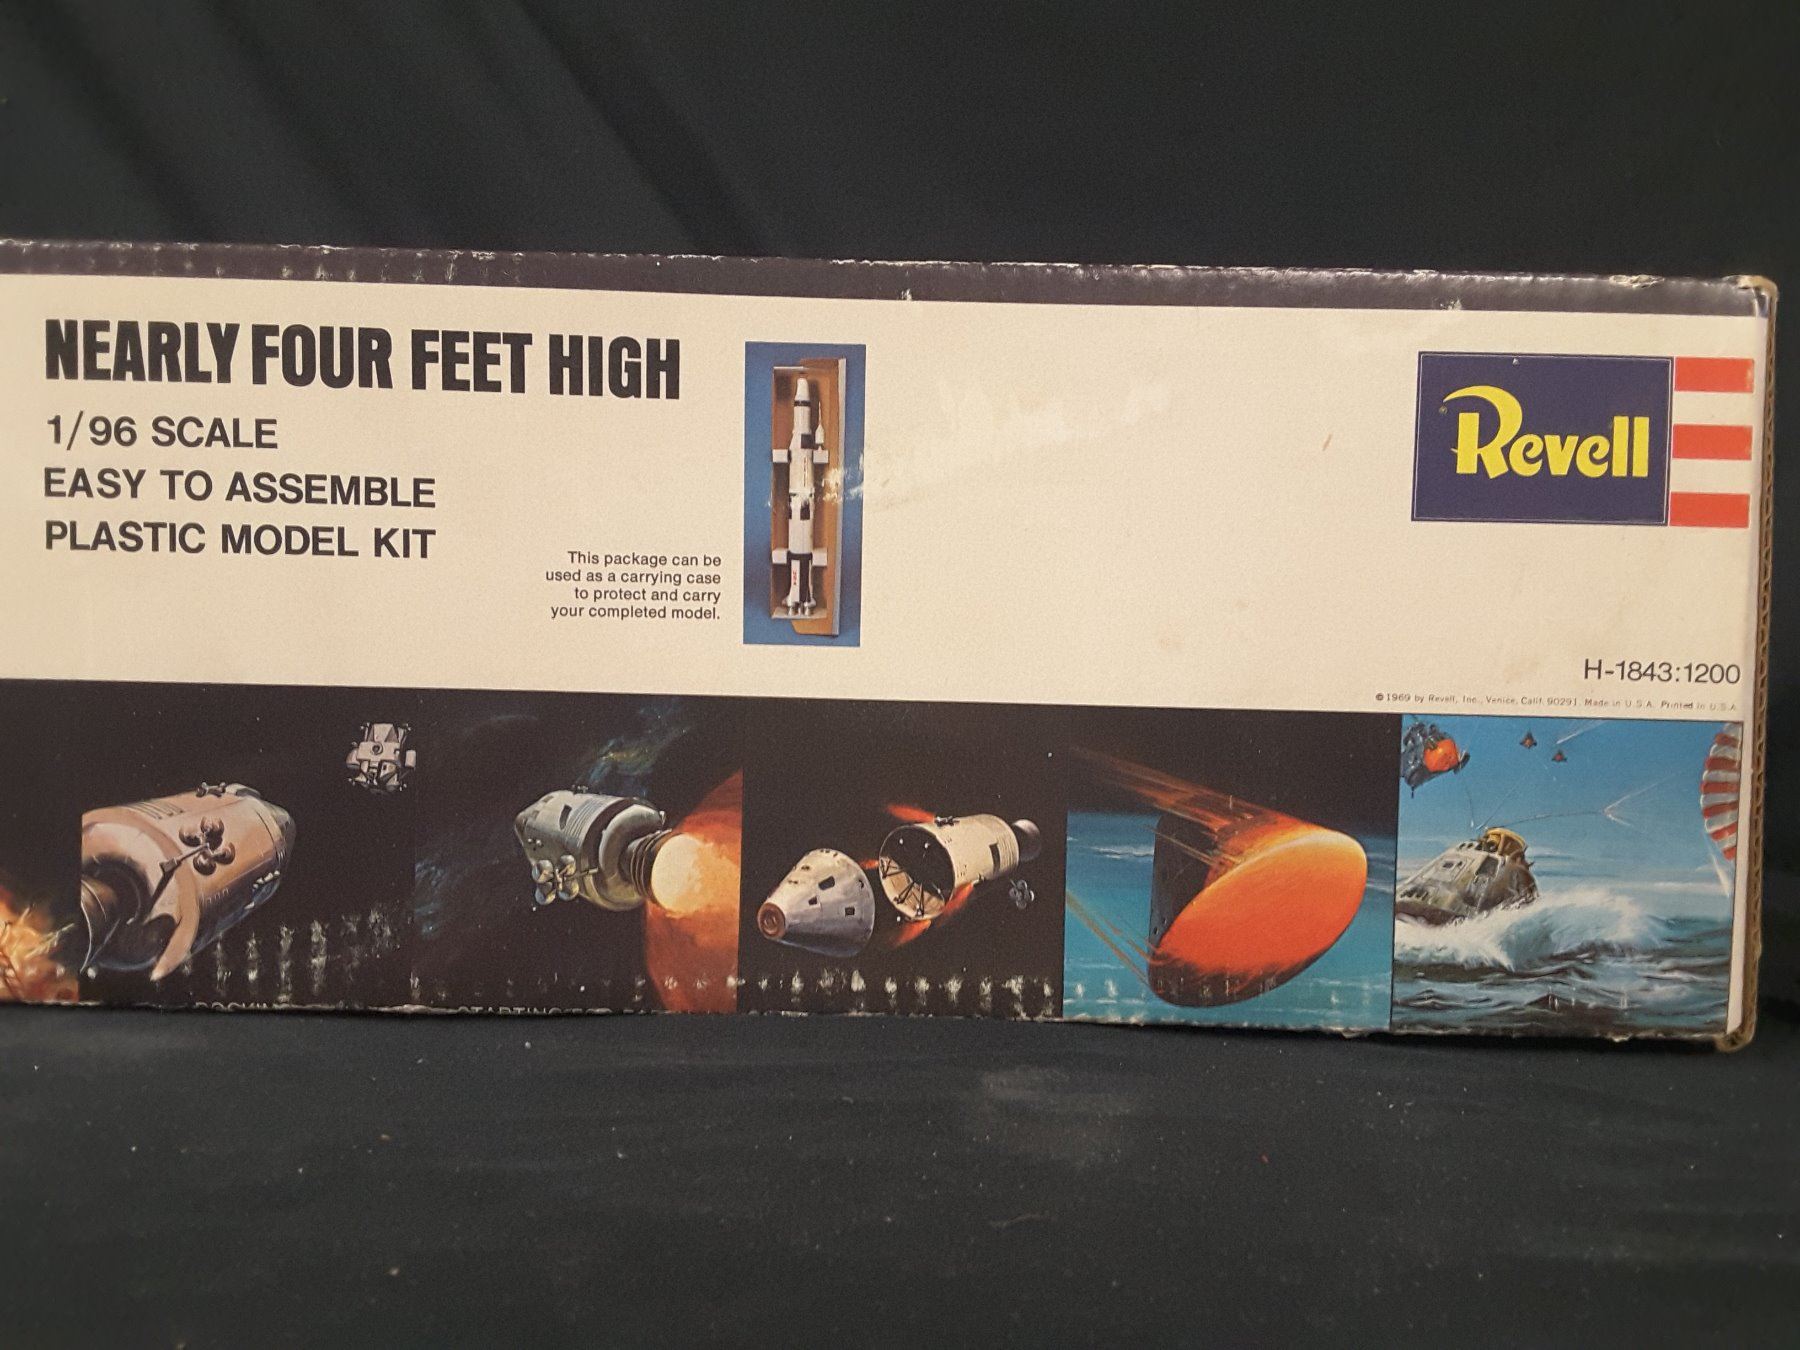 NEARLY FOUR FEET HIGH
1/96 SCALE
EASY TO ASSEMBLE
PLASTIC MODEL KIT
This package can be
used as a carrying case
to protect and carry
your completed model.
Revell
H-1843:1200
© 1969 by Revell, Inc., Venice, Calif. 90291. Made in U.S.A. Printed in U.S.A.